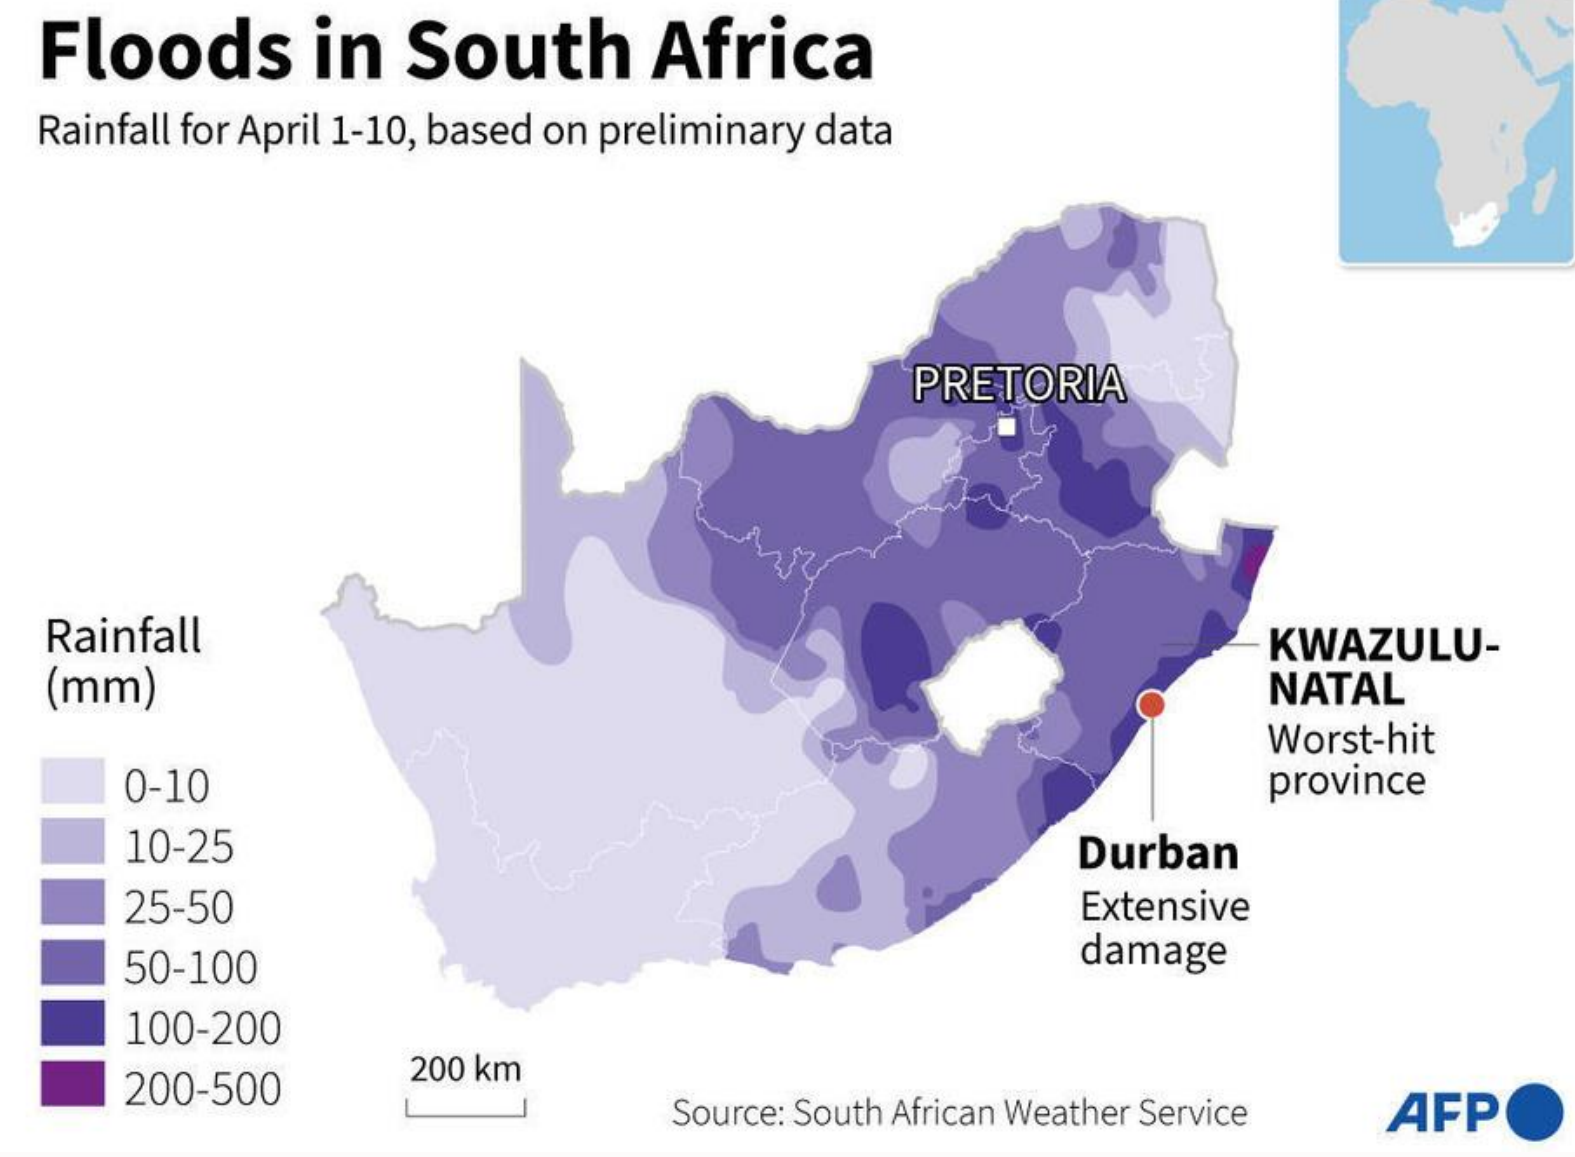 Floods in South Africa
Rainfall for April 1-10, based on preliminary data
PRETORIA
Rainfall
(mm)
0-10
10-25
25-50
50-100
100-200
200-500
KWAZULU-
NATAL
Worst-hit
province
Durban
Extensive
damage
200 km
Source: South African Weather Service
AFP